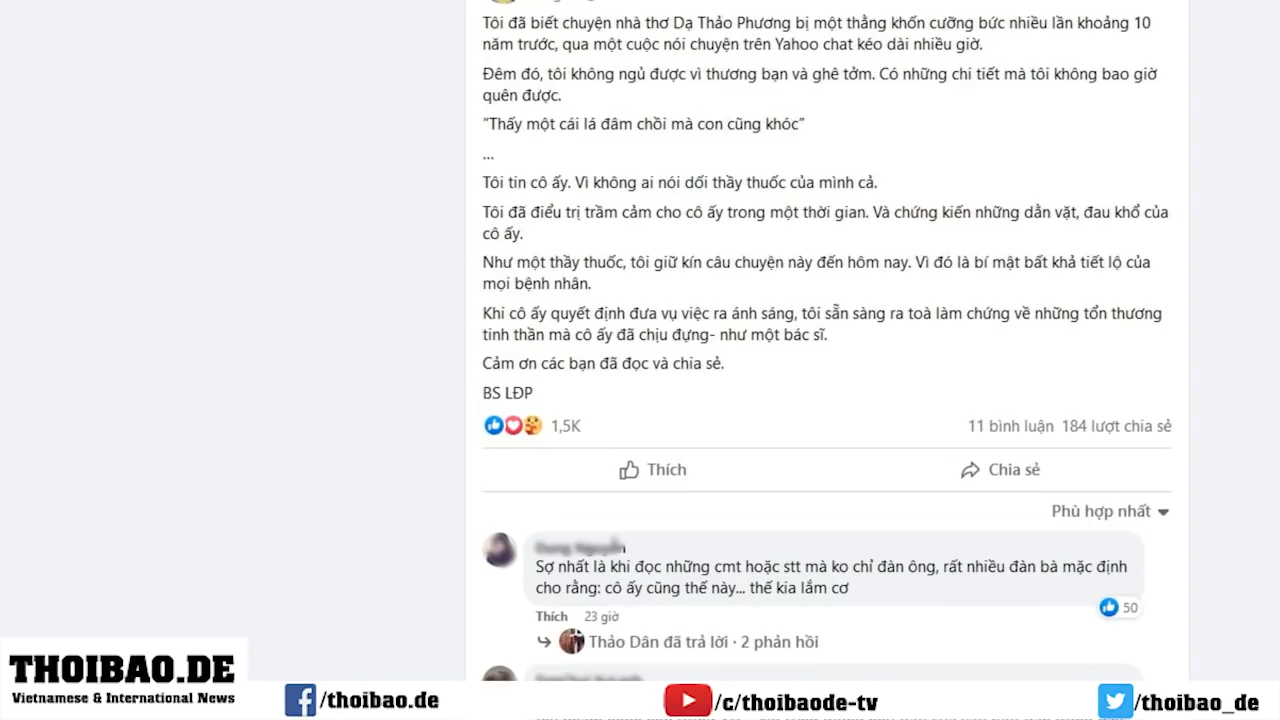 Tôi đã biết chuyện nhà thơ Dạ Thảo Phương bị một thằng khốn cưỡng bức nhiều lần khoảng 10
năm trước, qua một cuộc nói chuyện trên Yahoo chat kéo dài nhiều giờ.
Đêm đó, tôi không ngủ được vì thương bạn và ghê tởm. Có những chi tiết mà tôi không bao giờ
quên được.
“Thấy một cái lá đâm chồi mà con cũng khóc”
...
Tôi tin cô ấy. Vì không ai nói dối thầy thuốc của mình cả.
Tôi đã điều trị trầm cảm cho cô ấy trong một thời gian. Và chứng kiến những dằn vặt, đau khổ của
cô ấy.
Như một thầy thuốc, tôi giữ kín câu chuyện này đến hôm nay. Vì đó là bí mật bất khả tiết lộ của
mọi bệnh nhân.
Khi cô ấy quyết định đưa vụ việc ra ánh sáng, tôi sẵn sàng ra toà làm chứng về những tổn thương
tinh thần mà cô ấy đã chịu đựng- như một bác sĩ.
Cảm ơn các bạn đã đọc và chia sẻ.
BS LĐP
1,5K
11 bình luận 184 lượt chia sẻ
Thích Chia sẻ
Phù hợp nhất
Sợ nhất là khi đọc những cmt hoặc stt mà ko chỉ đàn ông, rất nhiều đàn bà mặc định
cho rằng: cô ấy cũng thế này... thế kia lắm cơ
50
Thích 23 giờ
Thảo Dân đã trả lời · 2 phản hồi
THOIBAO.DE
Vietnamese & International News
/thoibao.de
/c/thoibaode-tv
/thoibao_de